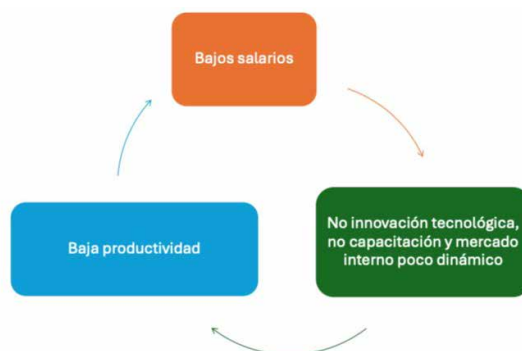 Bajos salarios
No innovación tecnológica,
no capacitación y mercado
interno poco dinámico
Baja productividad